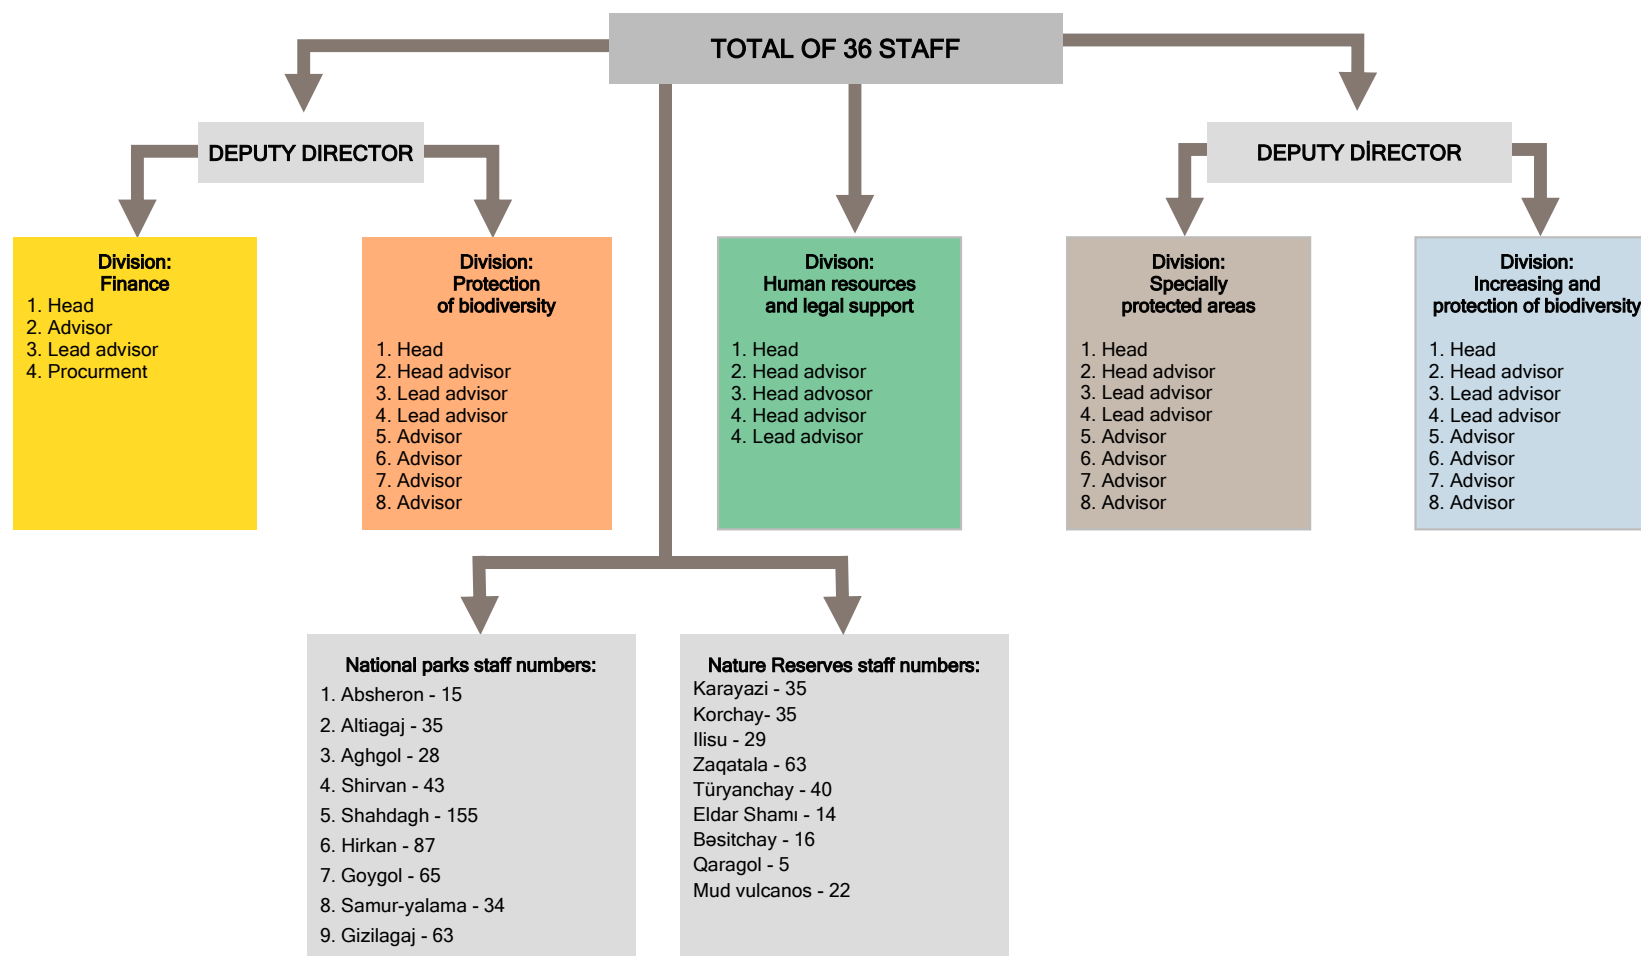 TOTAL OF 36 STAFF
DEPUTY DIRECTOR
DEPUTY DİRECTOR
Division:
Finance
1. Head
2. Advisor
3. Lead advisor
4. Procurment
Division:
Protection
of biodiversity
1. Head
2. Head advisor
3. Lead advisor
4. Lead advisor
5. Advisor
6. Advisor
7. Advisor
8. Advisor
Divison:
Human resources
and legal support
1. Head
2. Head advisor
3. Head advosor
4. Head advisor
4. Lead advisor
Division:
Specially
protected areas
1. Head
2. Head advisor
3. Lead advisor
4. Lead advisor
5. Advisor
6. Advisor
7. Advisor
8. Advisor
Division:
Increasing and
protection of biodiversity
1. Head
2. Head advisor
3. Lead advisor
4. Lead advisor
5. Advisor
6. Advisor
7. Advisor
8. Advisor
National parks staff numbers:
1. Absheron - 15
2. Altiagaj - 35
3. Aghgol - 28
4. Shirvan - 43
5. Shahdagh - 155
6. Hirkan - 87
7. Goygol - 65
8. Samur-yalama - 34
9. Gizilagaj - 63
Nature Reserves staff numbers:
Karayazi - 35
Korchay- 35
Ilisu - 29
Zaqatala - 63
Türyanchay - 40
Eldar Shamı - 14
Bəsitchay - 16
Qaragol - 5
Mud vulcanos - 22